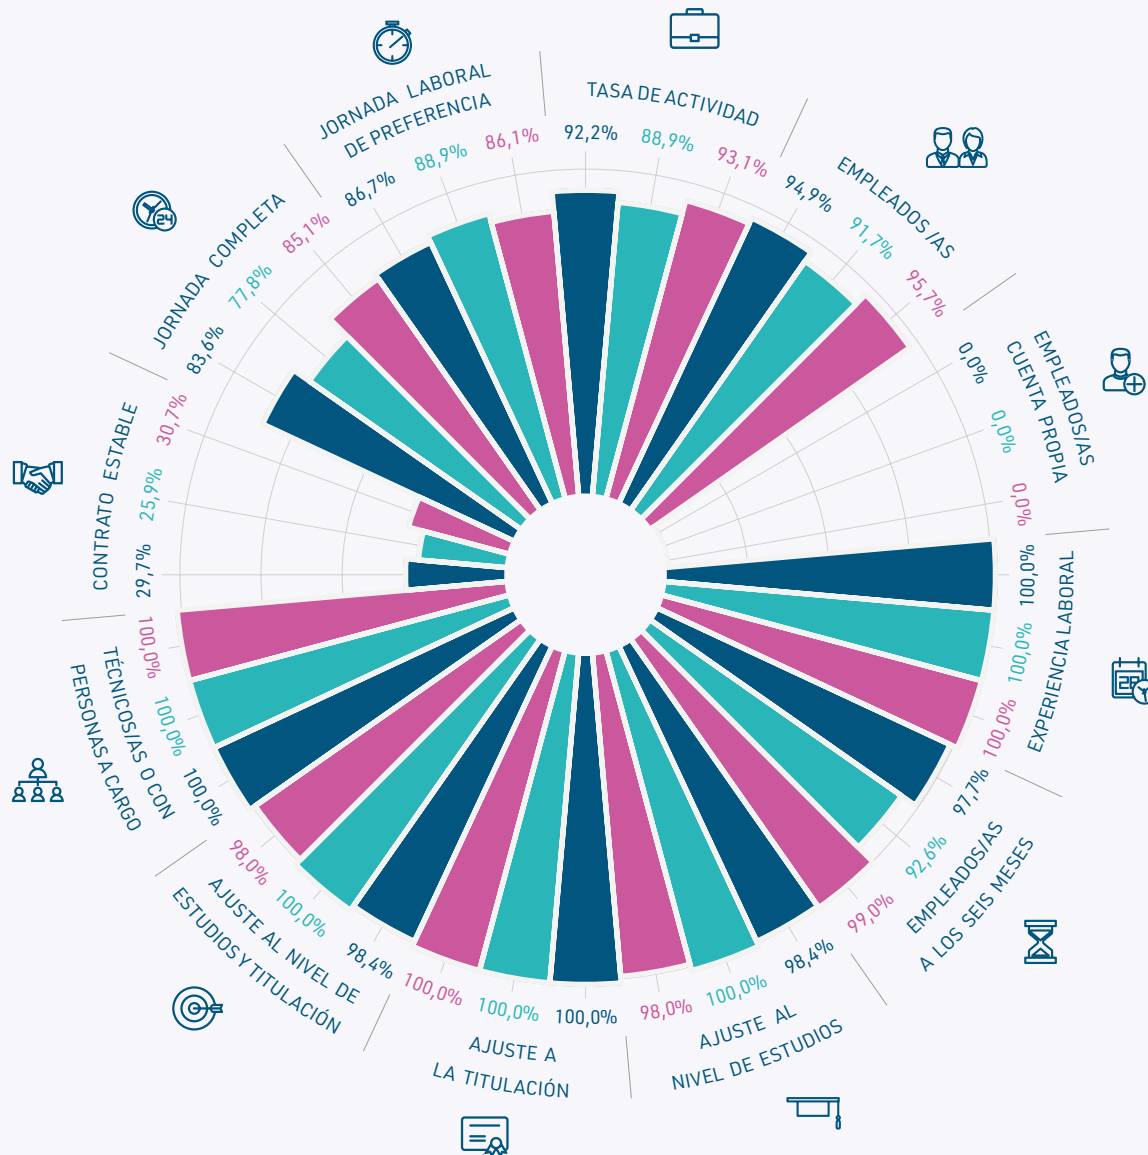 TASA DE ACTIVIDAD
92,2%
88,9%
93,1%
EMPLEADOS /AS
94,9%
91,7%
95,7%
EMPLEADOS/AS
CUENTA PROPIA
0,0%
0,0%
0,0%
EXPERIENCIA LABORAL
100,0%
100,0%
100,0%
EMPLEADOS/AS
A LOS SEIS MESES
97,7%
92,6%
99,0%
AJUSTE AL
NIVEL DE ESTUDIOS
98,4%
100,0%
98,0%
AJUSTE A
LA TITULACIÓN
100,0%
100,0%
100,0%
AJUSTE AL NIVEL DE
ESTUDIOS Y TITULACIÓN
98,4%
100,0%
98,0%
TÉCNICOS/AS O CON
PERSONAS A CARGO
100,0%
100,0%
100,0%
CONTRATO ESTABLE
29,7%
25,9%
30,7%
JORNADA COMPLETA
83,6%
77,8%
85,1%
24
JORNADA LABORAL
DE PREFERENCIA
86,7%
88,9%
86,1%